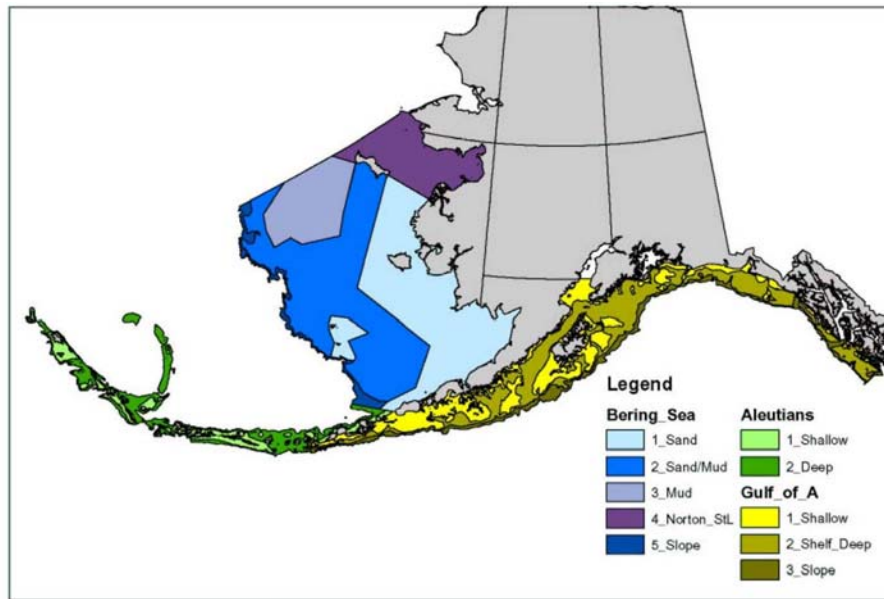 Legend
Bering_Sea
1_Sand
2_Sand/Mud
3_Mud
4_Norton_StL
5_Slope
Aleutians
1_Shallow
2_Deep
Gulf_of_A
1_Shallow
2_Shelf_Deep
3_Slope